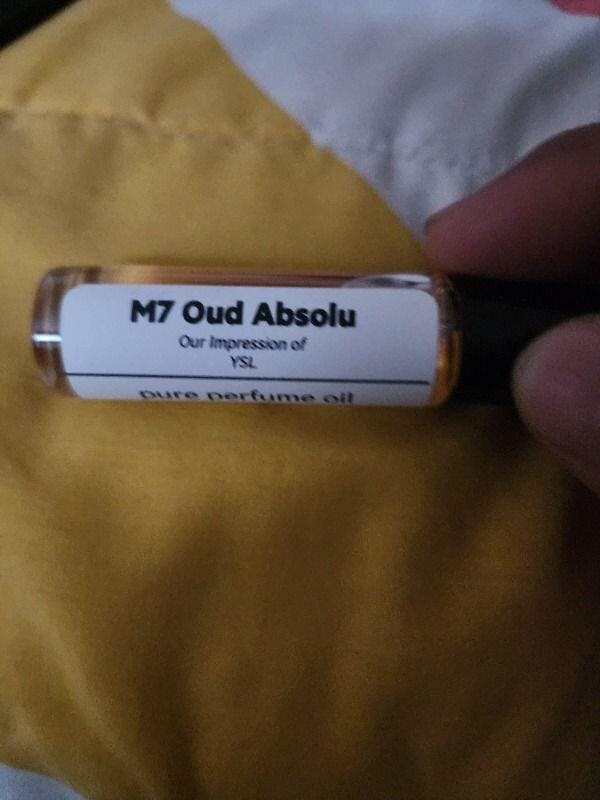 M7 Oud Absolu
Our Impression of
YSL
pure perfume oil